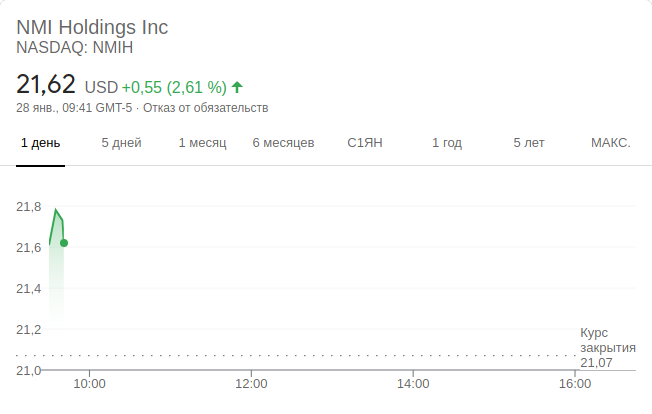 NMI Holdings Inc
NASDAQ: NMIH
21,62 USD +0,55 (2,61 %)
28 янв., 09:41 GMT-5 · Отказ от обязательств
1 день 5 дней 1 месяц 6 месяцев С1ЯН 1 год 5 лет МАКС.
21,8
21,6
21,4
21,2
21,0
Курс
закрытия
21,07
10:00 12:00 14:00 16:00